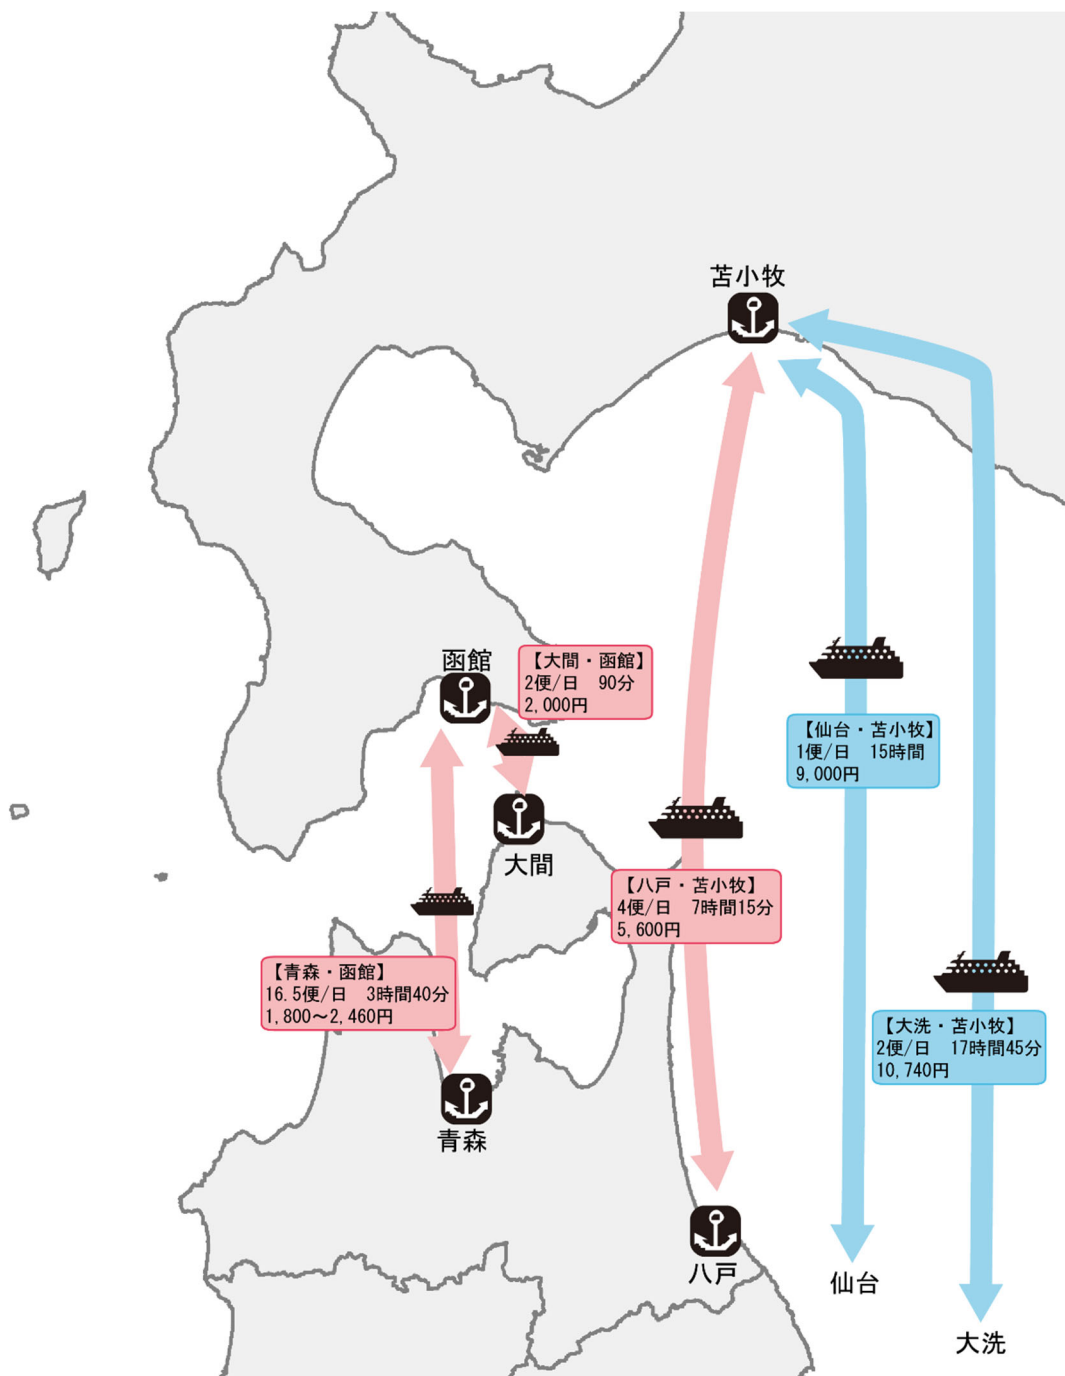 苫小牧
函館
【大間・函館】
2便/日　90分
2,000円
【仙台・苫小牧】
1便/日　15時間
9,000円
大間
【八戸・苫小牧】
4便/日　7時間15分
5,600円
【青森・函館】
16.5便/日　3時間40分
1,800～2,460円
【大洗・苫小牧】
2便/日　17時間45分
10,740円
青森
八戸
仙台
大洗